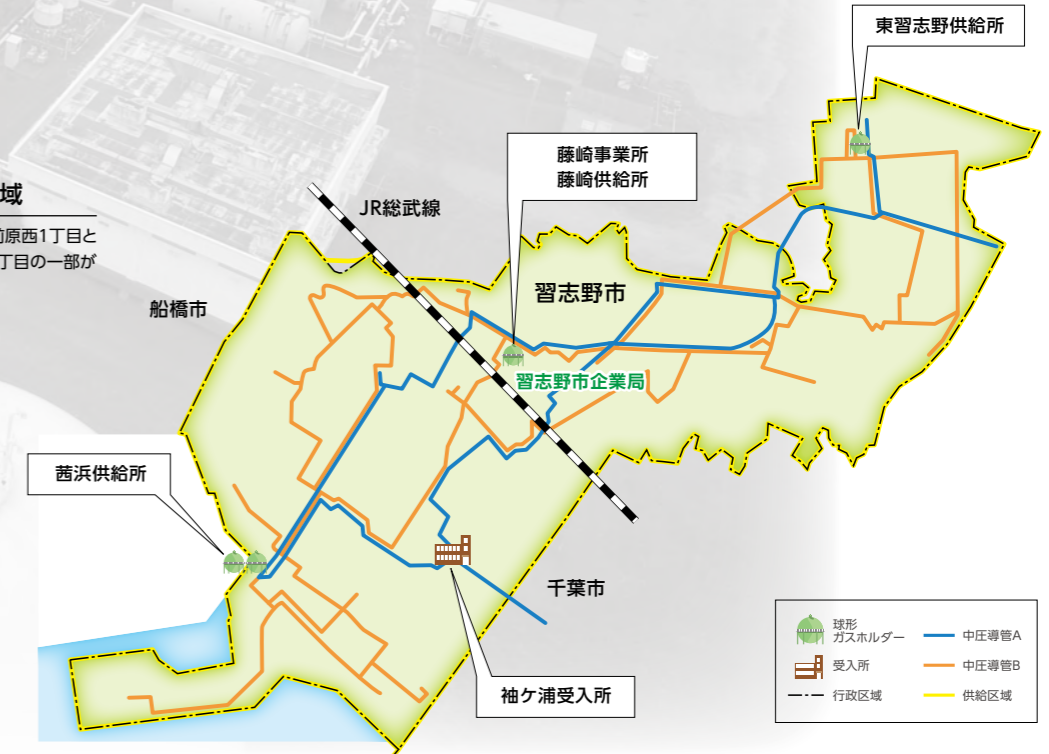 東習志野供給所
藤崎事業所
藤崎供給所
JR総武線
域
前原西1丁目と
丁目の一部が
習志野市
船橋市
習志野市企業局
茜浜供給所
千葉市
袖ケ浦受入所
球形
ガスホルダー
中圧導管A
受入所
中圧導管B
行政区域
供給区域